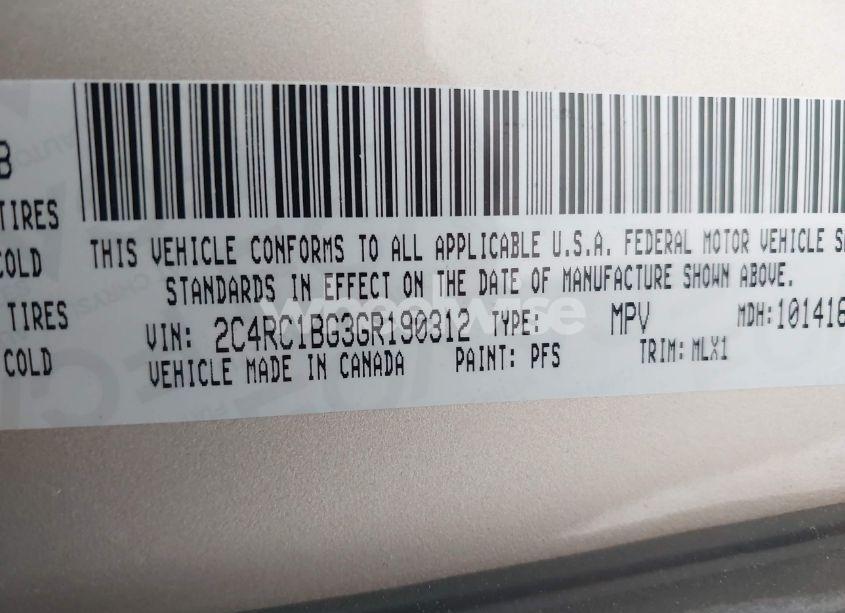 B
TIRES
COLD
TIRES
COLD
THIS VEHICLE CONFORMS TO ALL APPLICABLE U.S.A. FEDERAL MOTOR VEHICLE
STANDARDS IN EFFECT ON THE DATE OF MANUFACTURE SHOWN ABOVE.
VIN: 2C4RC1BG3GR190312 TYPE: MPV MDH:101416
VEHICLE MADE IN CANADA PAINT: PFS TRIM: MLX1